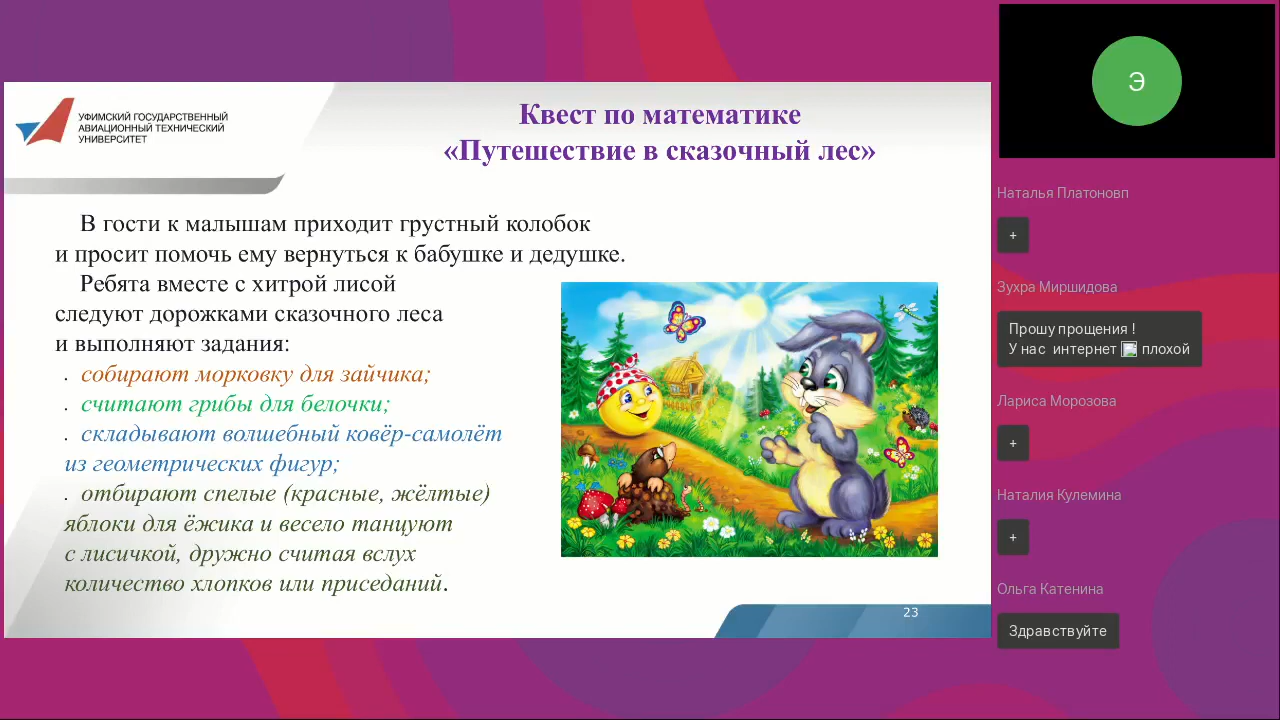 УФИМСКИЙ ГОСУДАРСТВЕННЫЙ
АВИАЦИОННЫЙ ТЕХНИЧЕСКИЙ
УНИВЕРСИТЕТ
Квест по математике
«Путешествие в сказочный лес»
В гости к малышам приходит грустный колобок
и просит помочь ему вернуться к бабушке и дедушке.
Ребята вместе с хитрой лисой
следуют дорожками сказочного леса
и выполняют задания:
. собирают морковку для зайчика;
. считают грибы для белочки;
. складывают волшебный ковёр-самолёт
из геометрических фигур;
. отбирают спелые (красные, жёлтые)
яблоки для ёжика и весело танцуют
с лисичкой, дружно считая вслух
количество хлопков или приседаний.
23
Э
Наталья Платоновп
+
Зухра Миршидова
Прошу прощения !
У нас интернет плохой
Лариса Морозова
+
Наталия Кулемина
+
Ольга Катенина
Здравствуйте